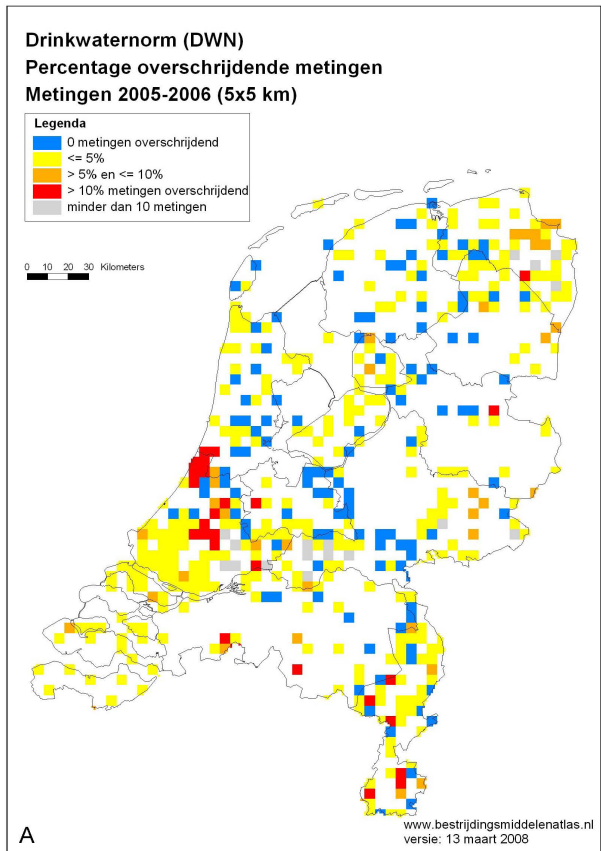 Drinkwaternorm (DWN)
Percentage overschrijdende metingen
Metingen 2005-2006 (5x5 km)
Legenda
0 metingen overschrijdend
<= 5%
> 5% en <= 10%
> 10% metingen overschrijdend
minder dan 10 metingen
0 10 20 30 Kilometers
A
www.bestrijdingsmiddelenatlas.nl
versie: 13 maart 2008